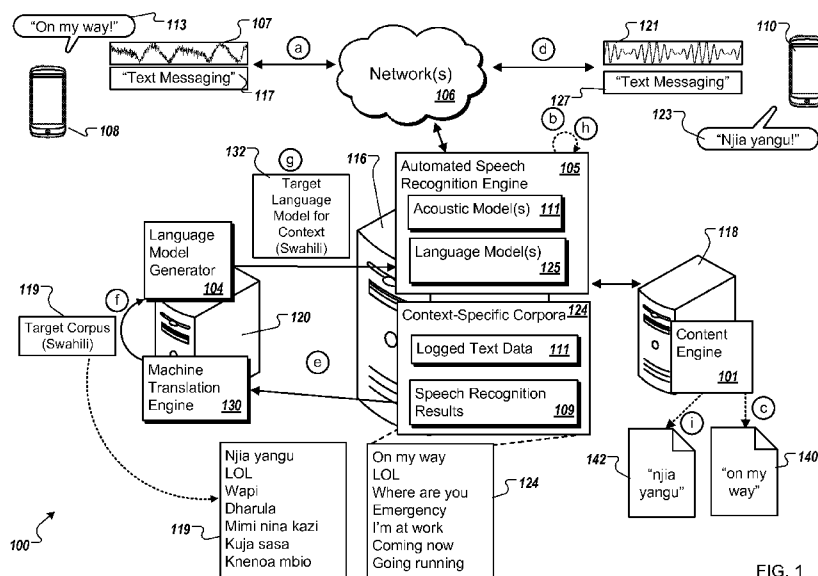 113
"On my way!"
107
"Text Messaging"
117
108
a
Network(s)
106
d
121
"Text Messaging"
127
110
123
"Njia yangu!"
b
h
132
g
Target
Language
Model for
Context
(Swahili)
116
Automated Speech
105
Recognition Engine
Acoustic Model(s)
111
Language Model(s)
125
118
Language
Model
Generator
104
119
Target Corpus
(Swahili)
f
120
Machine
Translation
Engine
130
e
Context-Specific Corpora
124
Logged Text Data
111
Speech Recognition
Results
109
Content
Engine
101
i
c
142
"njia
yangu"
"on my
way"
140
Njia yangu
LOL
Wapi
Dharula
Mimi nina kazi
Kuja sasa
Knenoa mbio
119
On my way
LOL
Where are you
Emergency
I'm at work
Coming now
Going running
124
100
FIG. 1